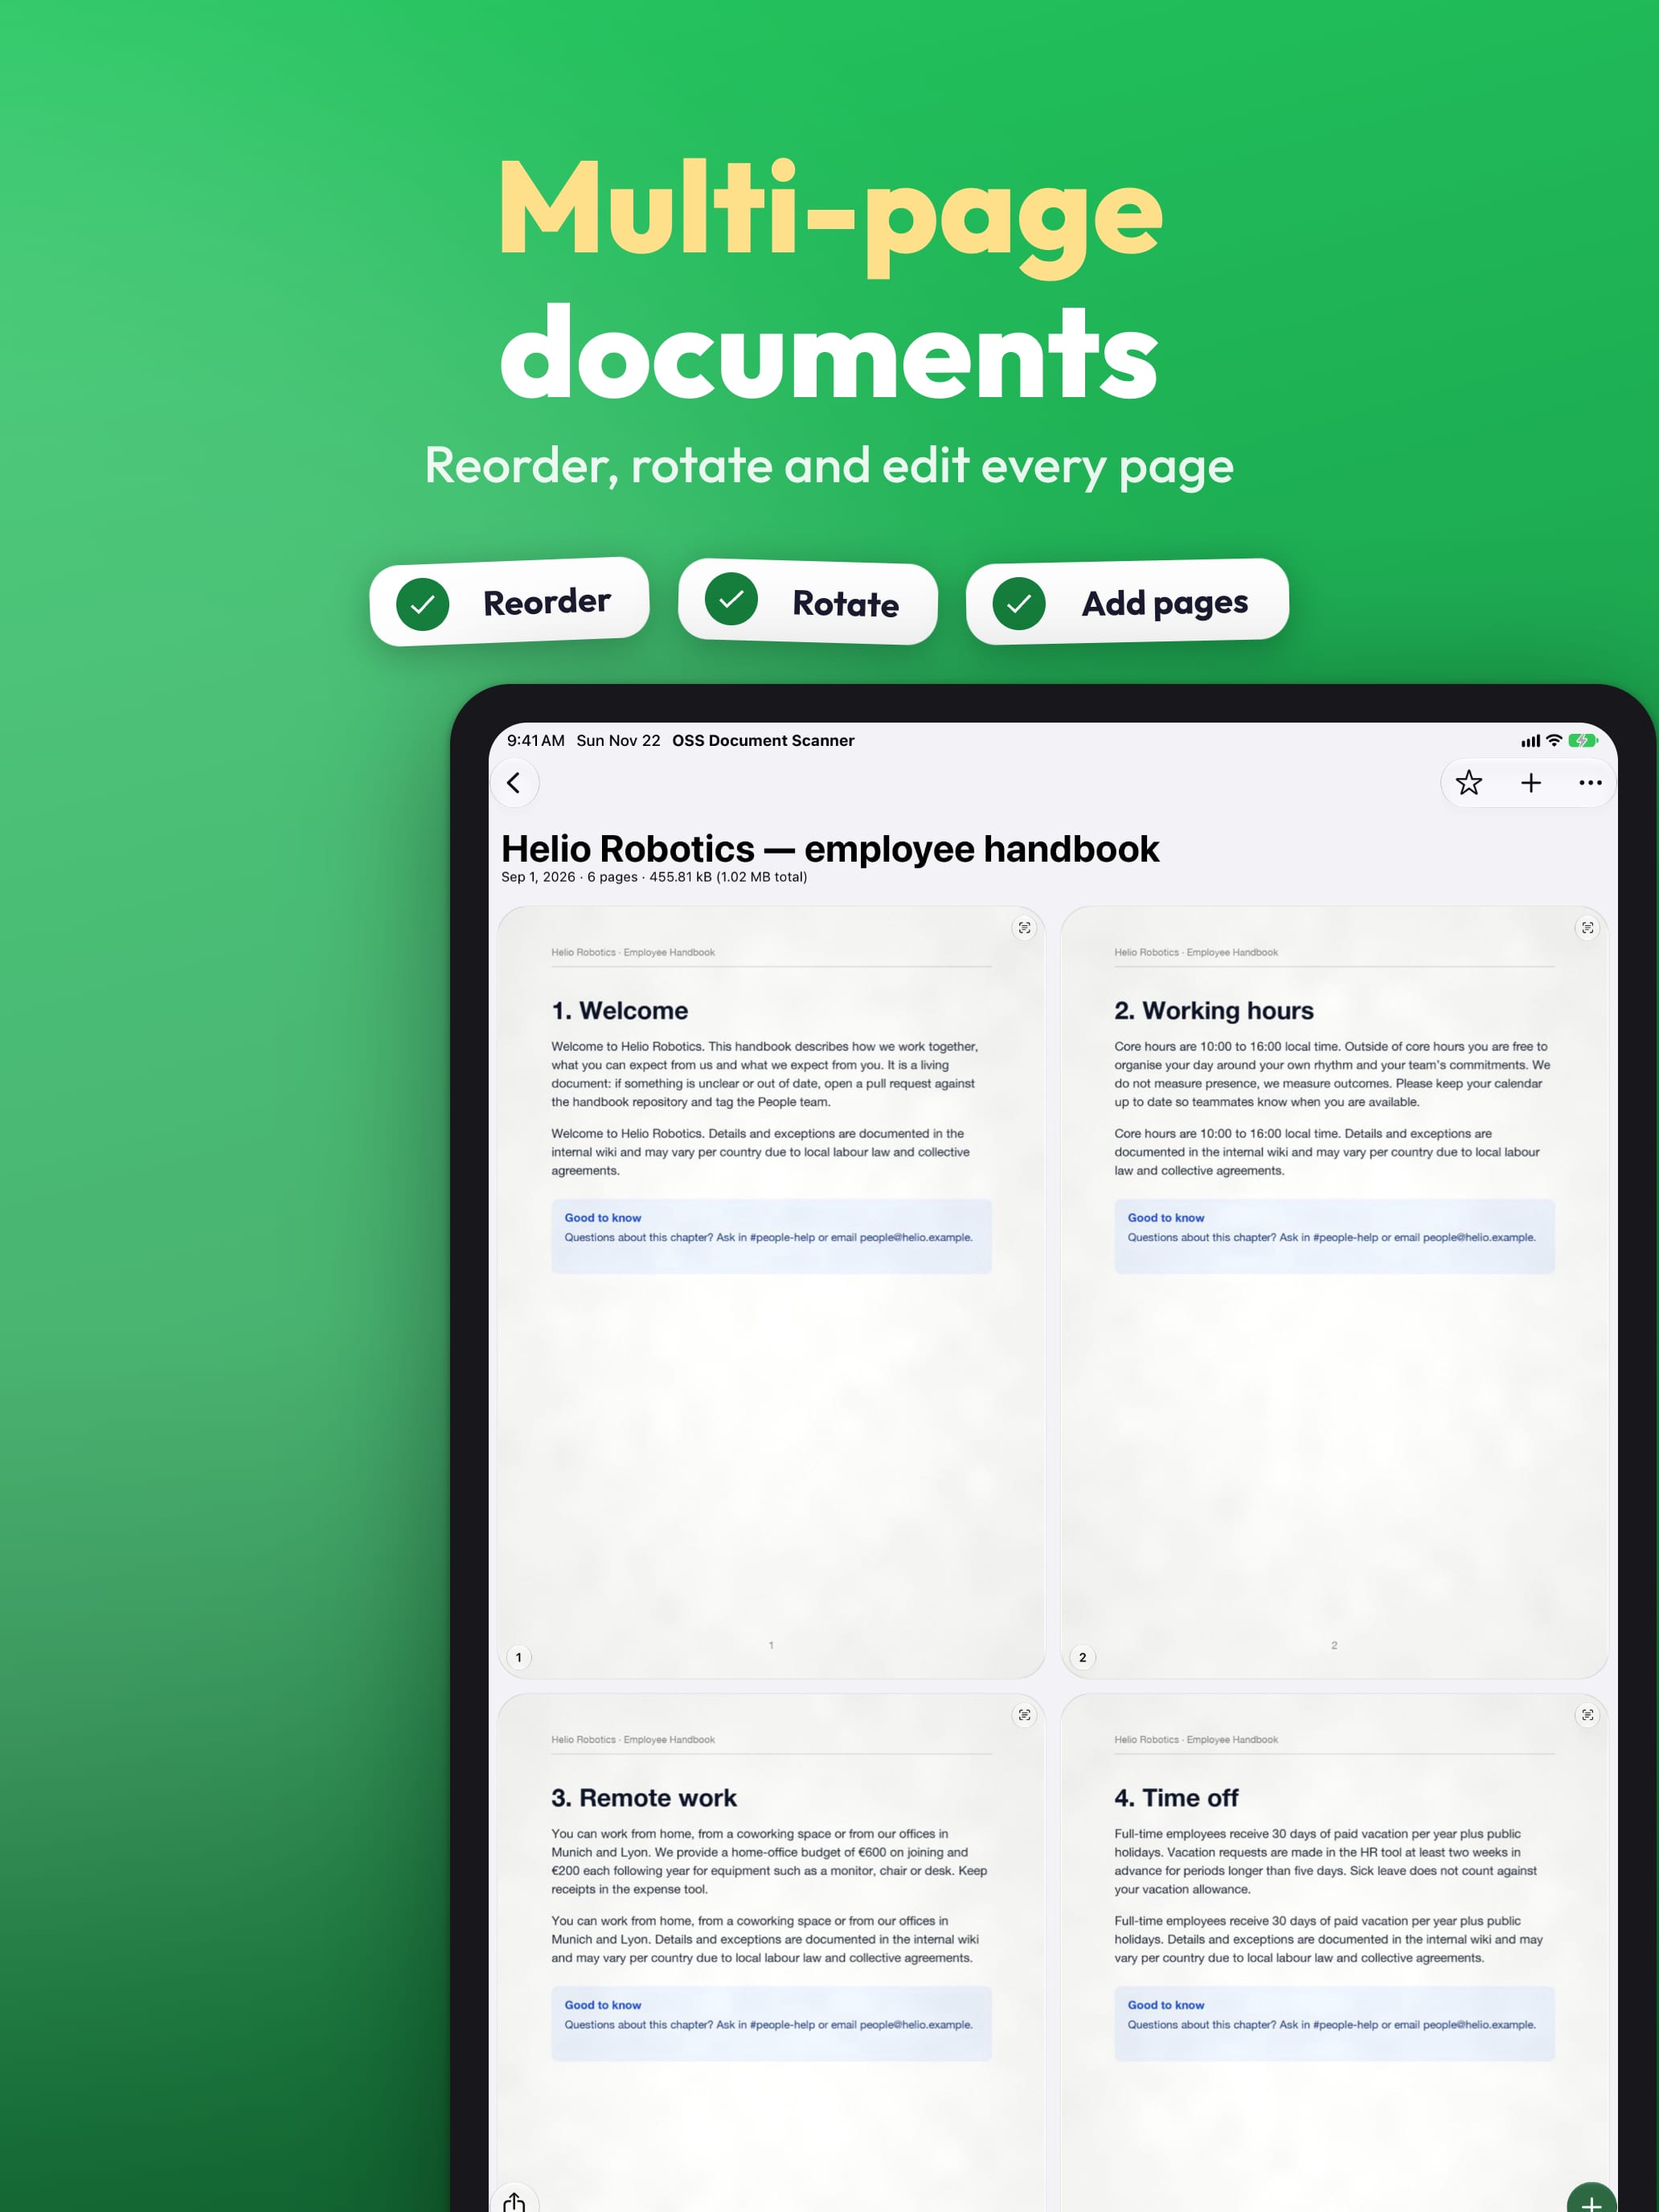 Multi-page
documents
Reorder, rotate and edit every page
Reorder
Rotate
Add pages
9:41 AM Sun Nov 22 OSS Document Scanner
Helio Robotics — employee handbook
Sep 1, 2026 · 6 pages · 455.81 kB (1.02 MB total)
Helio Robotics · Employee Handbook
1. Welcome
Welcome to Helio Robotics. This handbook describes how we work together,
what you can expect from us and what we expect from you. It is a living
document: if something is unclear or out of date, open a pull request against
the handbook repository and tag the People team.
Welcome to Helio Robotics. Details and exceptions are documented in the
internal wiki and may vary per country due to local labour law and collective
agreements.
Good to know
Questions about this chapter? Ask in #people-help or email people@helio.example.
1
1
Helio Robotics · Employee Handbook
2. Working hours
Core hours are 10:00 to 16:00 local time. Outside of core hours you are free to
organise your day around your own rhythm and your team's commitments. We
do not measure presence, we measure outcomes. Please keep your calendar
up to date so teammates know when you are available.
Core hours are 10:00 to 16:00 local time. Details and exceptions are
documented in the internal wiki and may vary per country due to local labour
law and collective agreements.
Good to know
Questions about this chapter? Ask in #people-help or email people@helio.example.
2
2
Helio Robotics · Employee Handbook
3. Remote work
You can work from home, from a coworking space or from our offices in
Munich and Lyon. We provide a home-office budget of €600 on joining and
€200 each following year for equipment such as a monitor, chair or desk. Keep
receipts in the expense tool.
You can work from home, from a coworking space or from our offices in
Munich and Lyon. Details and exceptions are documented in the internal wiki
and may vary per country due to local labour law and collective agreements.
Good to know
Questions about this chapter? Ask in #people-help or email people@helio.example.
Helio Robotics · Employee Handbook
4. Time off
Full-time employees receive 30 days of paid vacation per year plus public
holidays. Vacation requests are made in the HR tool at least two weeks in
advance for periods longer than five days. Sick leave does not count against
your vacation allowance.
Full-time employees receive 30 days of paid vacation per year plus public
holidays. Details and exceptions are documented in the internal wiki and may
vary per country due to local labour law and collective agreements.
Good to know
Questions about this chapter? Ask in #people-help or email people@helio.example.